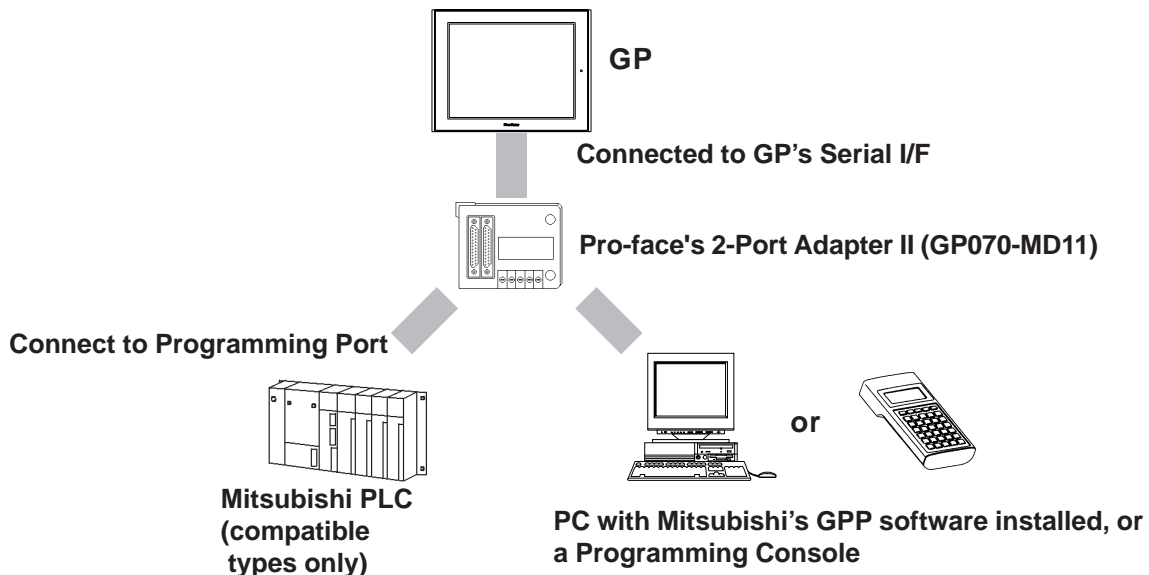 GP
Connected to GP’s Serial I/F
Pro-face's 2-Port Adapter II (GP070-MD11)
Connect to Programming Port
or
Mitsubishi PLC
(compatible
types only)
PC with Mitsubishi’s GPP software installed, or
a Programming Console